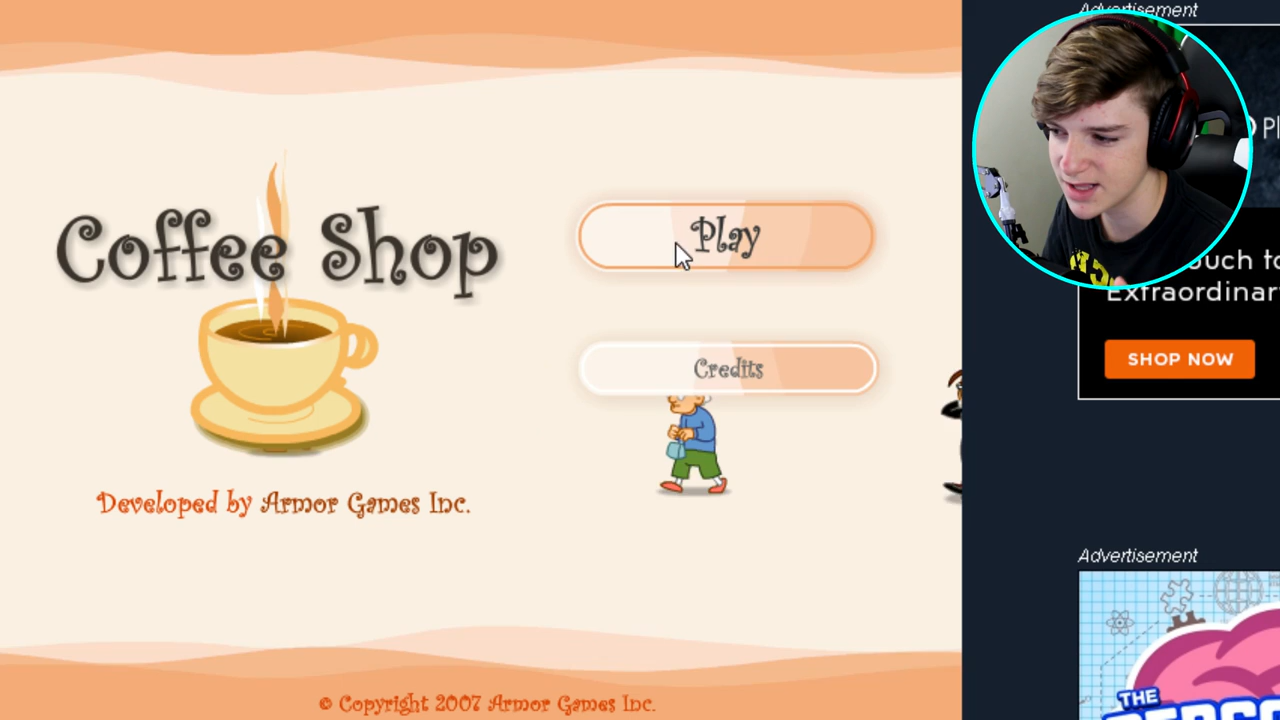 Advertisement
Coffee Shop
Play
Credits
Developed by Armor Games Inc.
© Copyright 2007 Armor Games Inc.
Extraordinar
SHOP NOW
Advertisement
THE